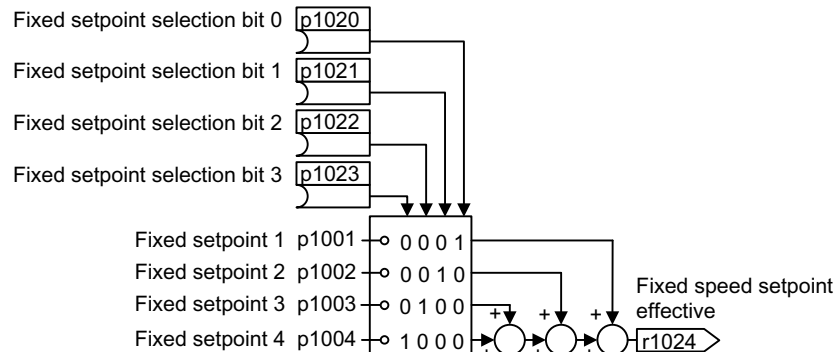 Fixed setpoint selection bit 0 p1020
Fixed setpoint selection bit 1 p1021
Fixed setpoint selection bit 2 p1022
Fixed setpoint selection bit 3 p1023
Fixed setpoint 1 p1001 0 0 0 1
Fixed setpoint 2 p1002 0 0 1 0
Fixed setpoint 3 p1003 0 1 0 0
Fixed setpoint 4 p1004 1 0 0 0
+ + +
+ + +
Fixed speed setpoint
effective
r1024